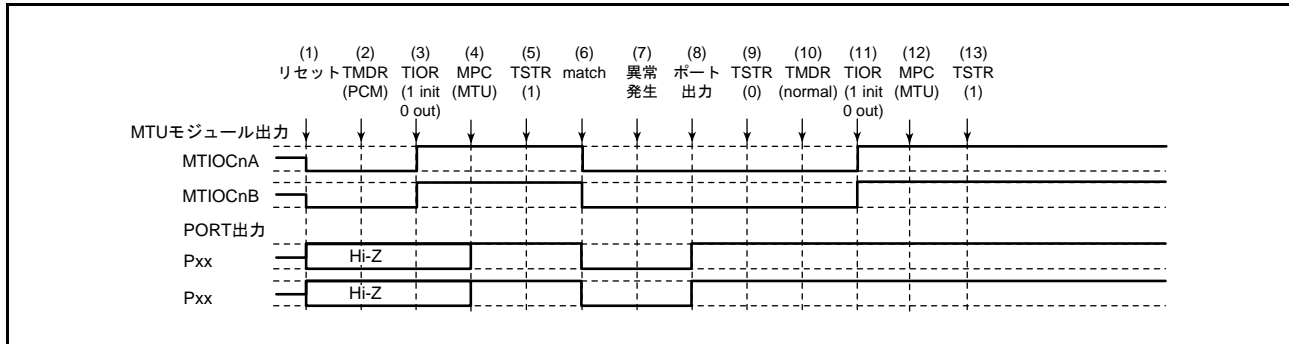 (1) (2) (3) (4) (5) (6) (7) (8) (9) (10) (11) (12) (13)
リセット TMDR TIOR MPC TSTR match 異常 ポート TSTR TMDR TIOR MPC TSTR
(PCM) (1 init (MTU) (1) 発生 出力 (0) (normal) (1 init (MTU) (1)
0 out) 0 out)
MTUモジュール出力
MTIOCnA
MTIOCnB
PORT出力
Pxx Hi-Z
Pxx Hi-Z